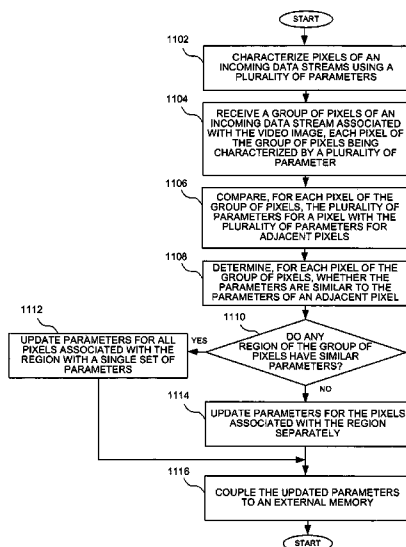 START
1102
CHARACTERIZE PIXELS OF AN
INCOMING DATA STREAMS USING A
PLURALITY OF PARAMETERS
1104
RECEIVE A GROUP OF PIXELS OF AN
INCOMING DATA STREAM ASSOCIATED
WITH THE VIDEO IMAGE, EACH PIXEL OF
THE GROUP OF PIXELS BEING
CHARACTERIZED BY A PLURALITY OF
PARAMETER
1106
COMPARE, FOR EACH PIXEL OF THE
GROUP OF PIXELS, THE PLURALITY OF
PARAMETERS FOR A PIXEL WITH THE
PLURALITY OF PARAMETERS FOR
ADJACENT PIXELS
1108
DETERMINE, FOR EACH PIXEL OF THE
GROUP OF PIXELS, WHETHER THE
PARAMETERS ARE SIMILAR TO THE
PARAMETERS OF AN ADJACENT PIXEL
1110
DO ANY
REGION OF THE GROUP OF
PIXELS HAVE SIMILAR
PARAMETERS?
YES
1112
UPDATE PARAMETERS FOR ALL
PIXELS ASSOCIATED WITH THE
REGION WITH A SINGLE SET OF
PARAMETERS
NO
1114
UPDATE PARAMETERS FOR THE PIXELS
ASSOCIATED WITH THE REGION
SEPARATELY
1116
COUPLE THE UPDATED PARAMETERS
TO AN EXTERNAL MEMORY
START